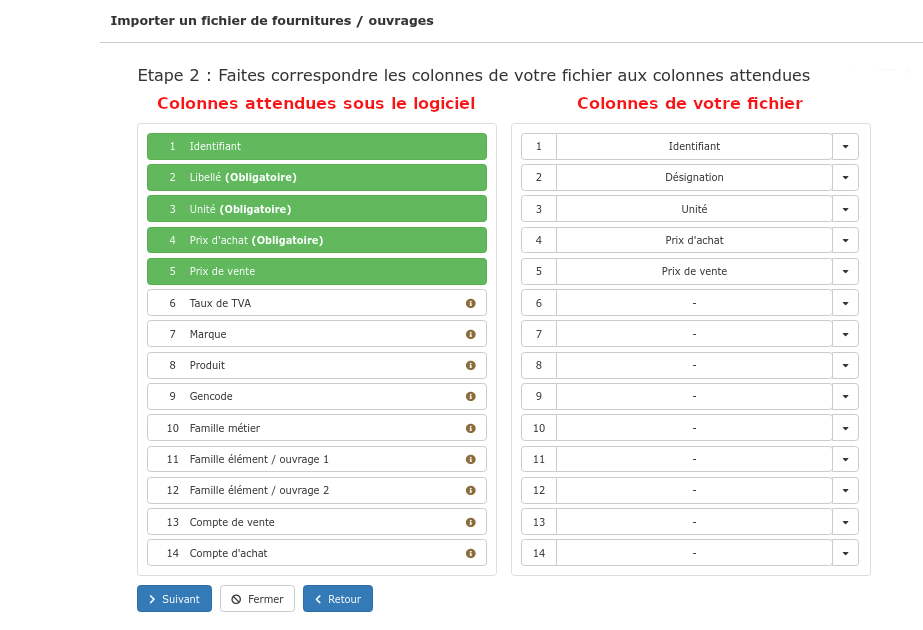 Importer un fichier de fournitures / ouvrages
Etape 2 : Faites correspondre les colonnes de votre fichier aux colonnes attendues
Colonnes attendues sous le logiciel
1 Identifiant
2 Libellé (Obligatoire)
3 Unité (Obligatoire)
4 Prix d'achat (Obligatoire)
5 Prix de vente
6 Taux de TVA
7 Marque
8 Produit
9 Gencode
10 Famille métier
11 Famille élément / ouvrage 1
12 Famille élément / ouvrage 2
13 Compte de vente
14 Compte d'achat
Colonnes de votre fichier
1 Identifiant
2 Désignation
3 Unité
4 Prix d'achat
5 Prix de vente
6 -
7 -
8 -
9 -
10 -
11 -
12 -
13 -
14 -
Suivant Fermer Retour